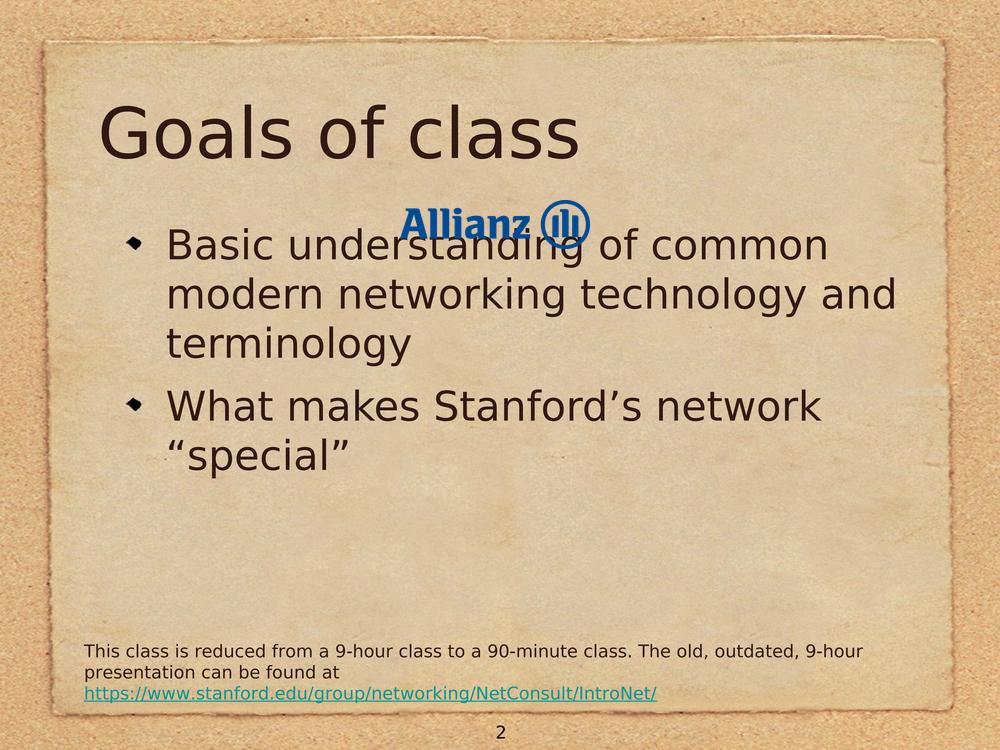 Goals of class
Allianz
Basic understanding of common
modern networking technology and
terminology
What makes Stanford’s network
“special”
This class is reduced from a 9-hour class to a 90-minute class. The old, outdated, 9-hour
presentation can be found at
https://www.stanford.edu/group/networking/NetConsult/IntroNet/
2